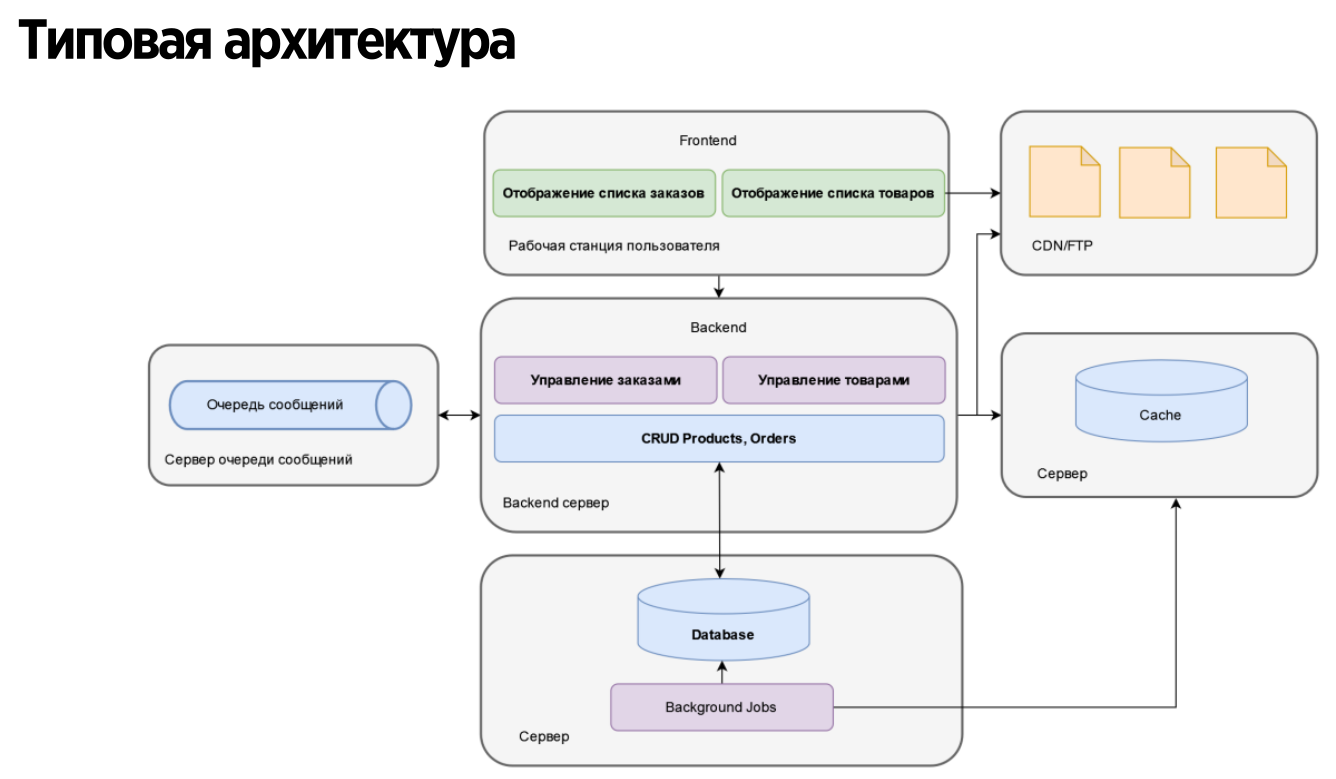 Типовая архитектура
Frontend
Отображение списка заказов
Отображение списка товаров
Рабочая станция пользователя
CDN/FTP
Backend
Управление заказами
Управление товарами
CRUD Products, Orders
Backend сервер
Очередь сообщений
Сервер очереди сообщений
Cache
Сервер
Database
Background Jobs
Сервер